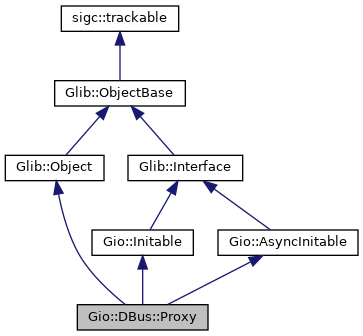 sigc::trackable
Glib::ObjectBase
Glib::Object
Glib::Interface
Gio::Initable
Gio::AsyncInitable
Gio::DBus::Proxy